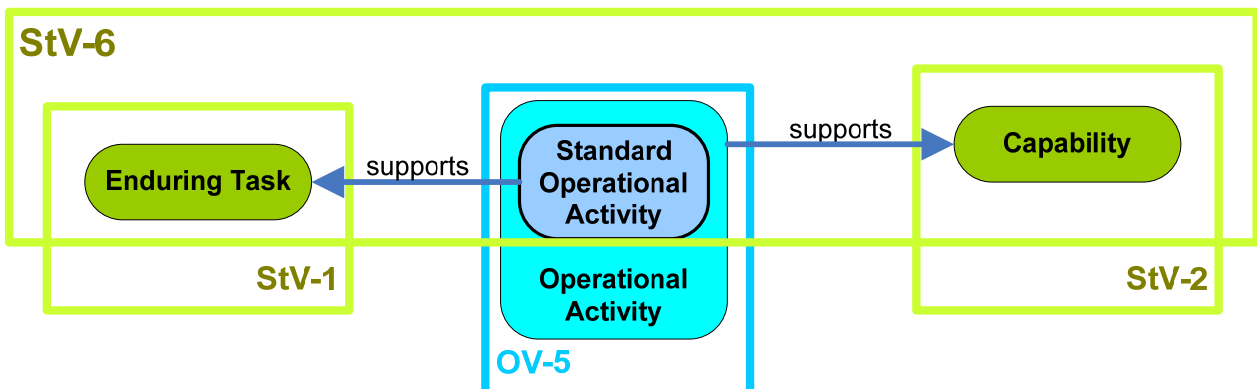 StV-6
Enduring Task
supports
Standard
Operational
Activity
supports
Capability
StV-1
Operational
Activity
StV-2
OV-5